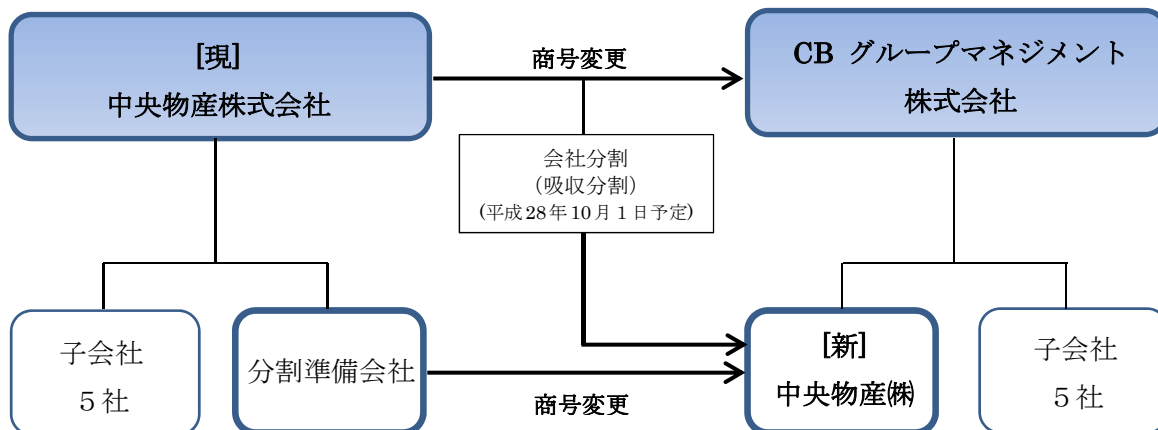 [現]
中央物産株式会社
商号変更
CB グループマネジメント
株式会社
会社分割
（吸収分割）
(平成28年10月１日予定)
子会社
５社
分割準備会社
商号変更
[新]
中央物産㈱
子会社
５社